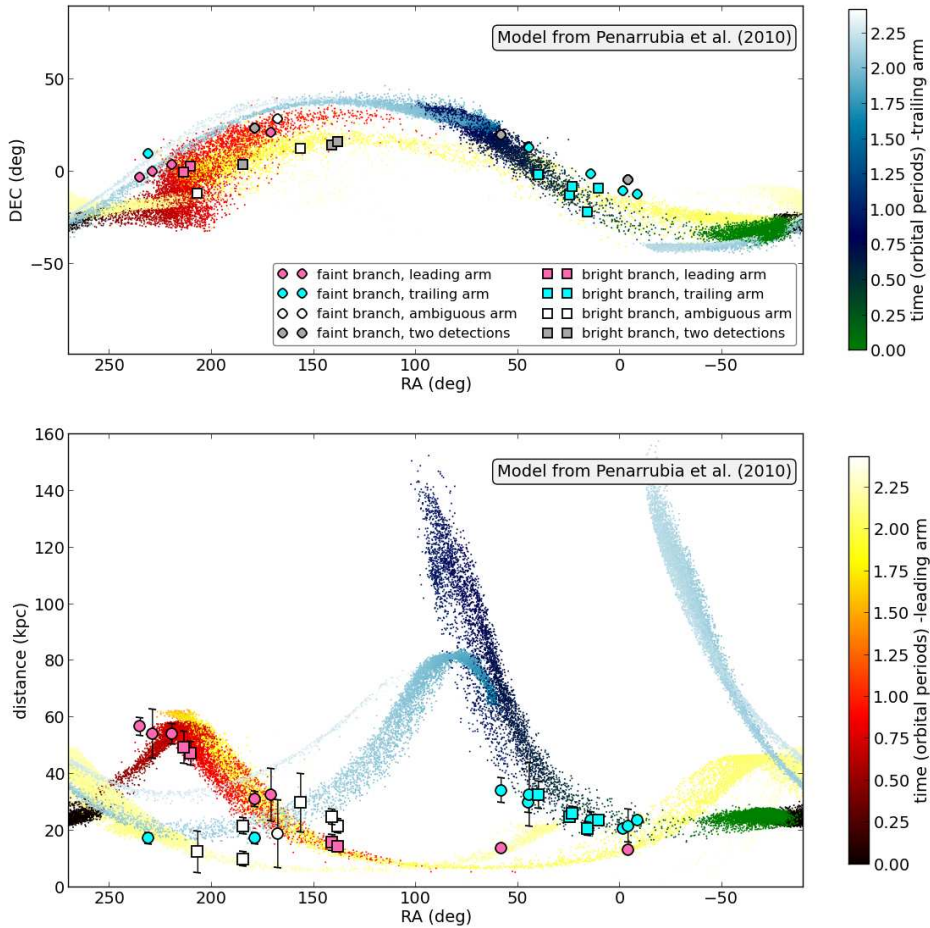 Model from Penarrubia et al. (2010)
50
0
−50
DEC (deg)
faint branch, leading arm
faint branch, trailing arm
faint branch, ambiguous arm
faint branch, two detections
bright branch, leading arm
bright branch, trailing arm
bright branch, ambiguous arm
bright branch, two detections
250 200 150 100 50 0 −50
RA (deg)
2.25
2.00
1.75
1.50
1.25
1.00
0.75
0.50
0.25
0.00
time (orbital periods) -trailing arm
Model from Penarrubia et al. (2010)
160
140
120
100
80
60
40
20
0
distance (kpc)
250 200 150 100 50 0 −50
RA (deg)
2.25
2.00
1.75
1.50
1.25
1.00
0.75
0.50
0.25
0.00
time (orbital periods) -leading arm